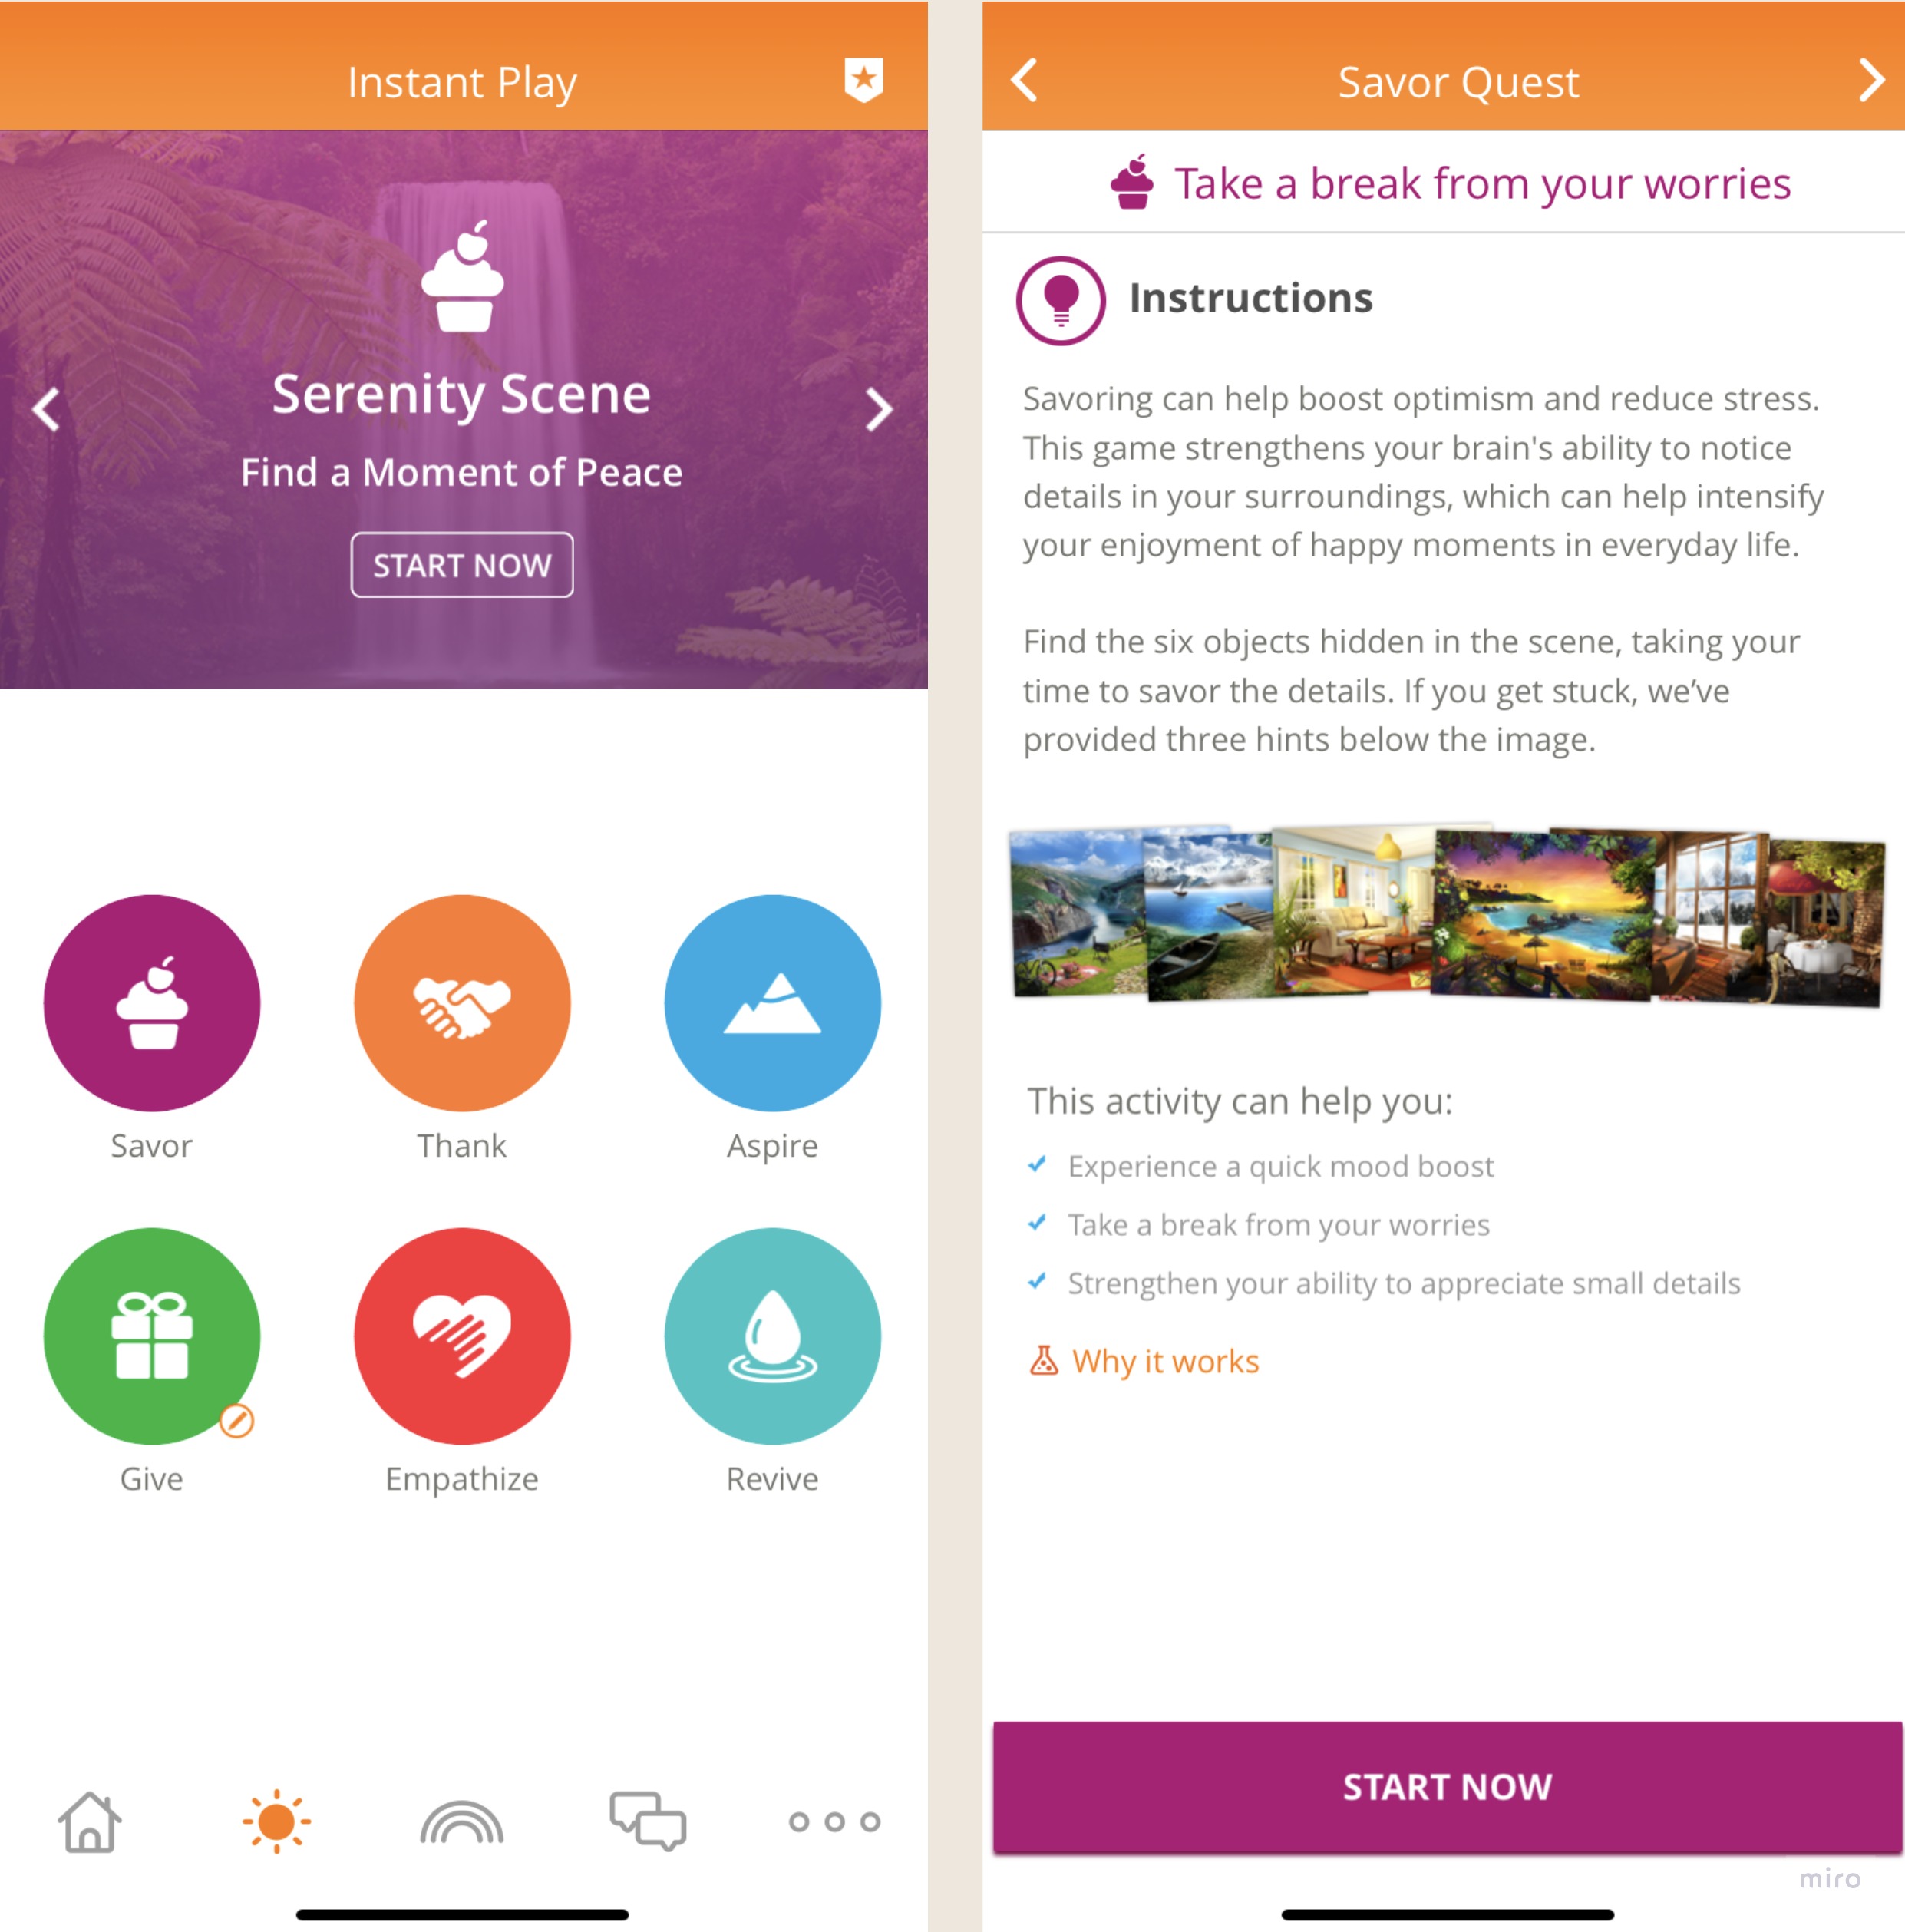 Instant Play
Serenity Scene
Find a Moment of Peace
START NOW
Savor
Thank
Aspire
Give
Empathize
Revive
Savor Quest
Take a break from your worries
Instructions
Savoring can help boost optimism and reduce stress.
This game strengthens your brain's ability to notice
details in your surroundings, which can help intensify
your enjoyment of happy moments in everyday life.
Find the six objects hidden in the scene, taking your
time to savor the details. If you get stuck, we’ve
provided three hints below the image.
This activity can help you:
Experience a quick mood boost
Take a break from your worries
Strengthen your ability to appreciate small details
Why it works
START NOW
miro